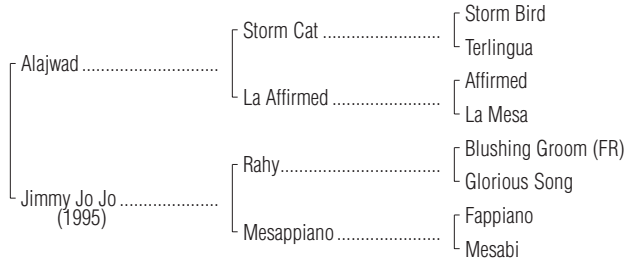 Storm Bird
Storm Cat ..............................
Terlingua
Alajwad ...........................
Affirmed
La Affirmed ...........................
La Mesa
Blushing Groom (FR)
Rahy........................................
Glorious Song
Jimmy Jo Jo ....................
(1995)
Fappiano
Mesappiano ..........................
Mesabi